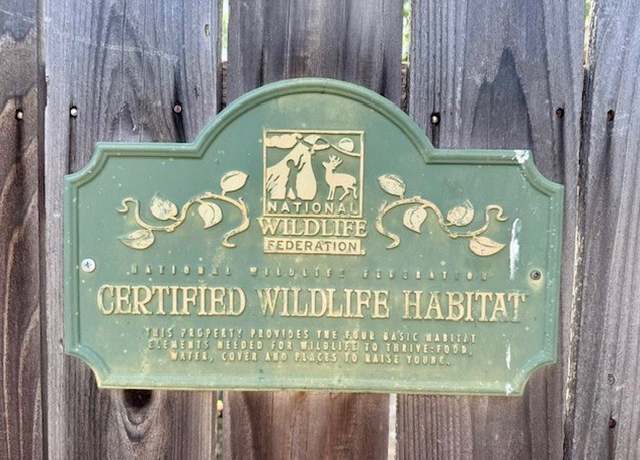 NATIONAL
WILDLIFE
FEDERATION
NATIONAL WILDLIFE FEDERATION
CERTIFIED WILDLIFE HABITAT
THIS PROPERTY PROVIDES THE FOUR BASIC HABITAT
ELEMENTS NEEDED FOR WILDLIFE TO THRIVE: FOOD,
WATER, COVER AND PLACES TO RAISE YOUNG.